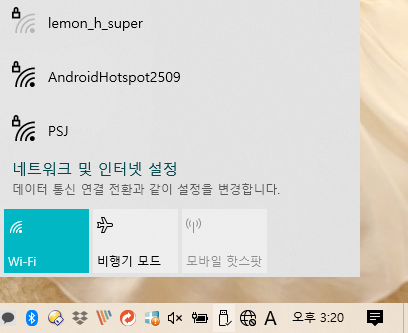 lemon_h_super
AndroidHotspot2509
PSJ
네트워크 및 인터넷 설정
데이터 통신 연결 전환과 같이 설정을 변경합니다.
Wi-Fi
비행기 모드
모바일 핫스팟
A
오후 3:20